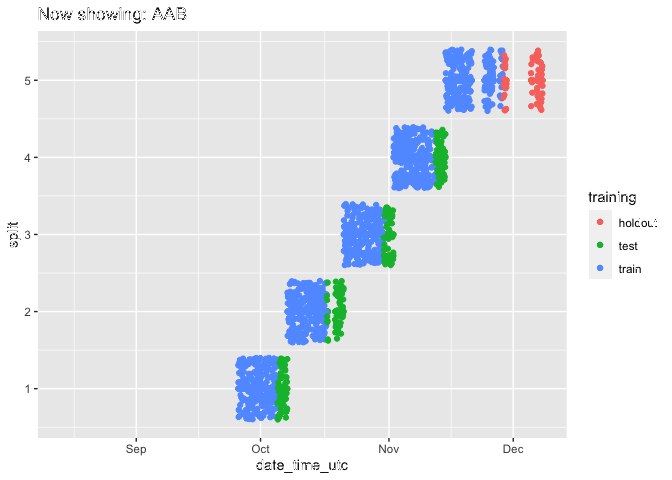 Now showing: AAB
5
4
3
2
1
split
Sep
Oct
Nov
Dec
date_time_utc
training
holdout
test
train